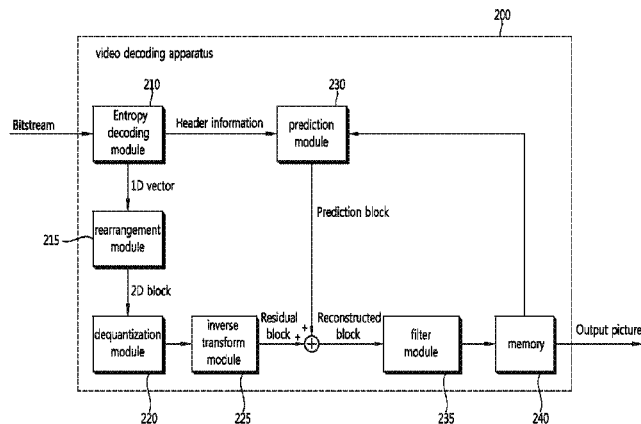 200
video decoding apparatus
210
230
Bitstream
Entropy
decoding
module
Header information
prediction
module
1D vector
Prediction block
215
rearrangement
module
2D block
dequantization
module
inverse
transform
module
Residual
block
+
+
Reconstructed
block
filter
module
memory
Output picture
220
225
235
240